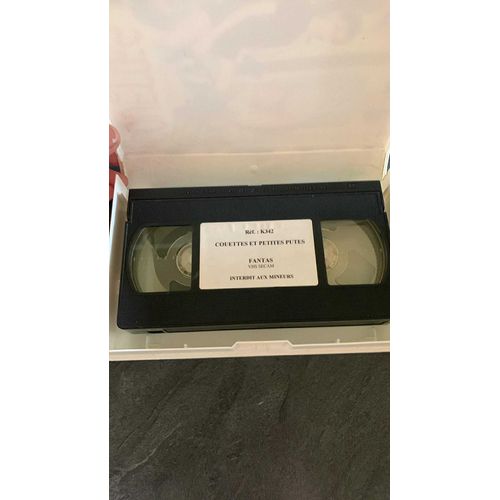 Réf. : K342
COUETTES ET PETITES PUTES
FANTAS
VHS SECAM
INTERDIT AUX MINEURS